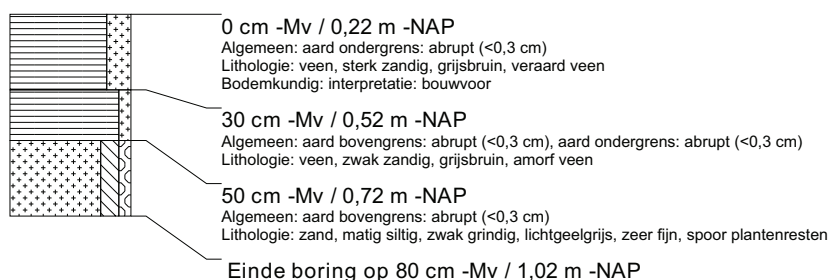 0 cm -Mv / 0,22 m -NAP
Algemeen: aard ondergrens: abrupt (<0,3 cm)
Lithologie: veen, sterk zandig, grijsbruin, veraard veen
Bodemkundig: interpretatie: bouwvoor
30 cm -Mv / 0,52 m -NAP
Algemeen: aard bovengrens: abrupt (<0,3 cm), aard ondergrens: abrupt (<0,3 cm)
Lithologie: veen, zwak zandig, grijsbruin, amorf veen
50 cm -Mv / 0,72 m -NAP
Algemeen: aard bovengrens: abrupt (<0,3 cm)
Lithologie: zand, matig siltig, zwak grindig, lichtgeelgrijs, zeer fijn, spoor plantenresten
Einde boring op 80 cm -Mv / 1,02 m -NAP